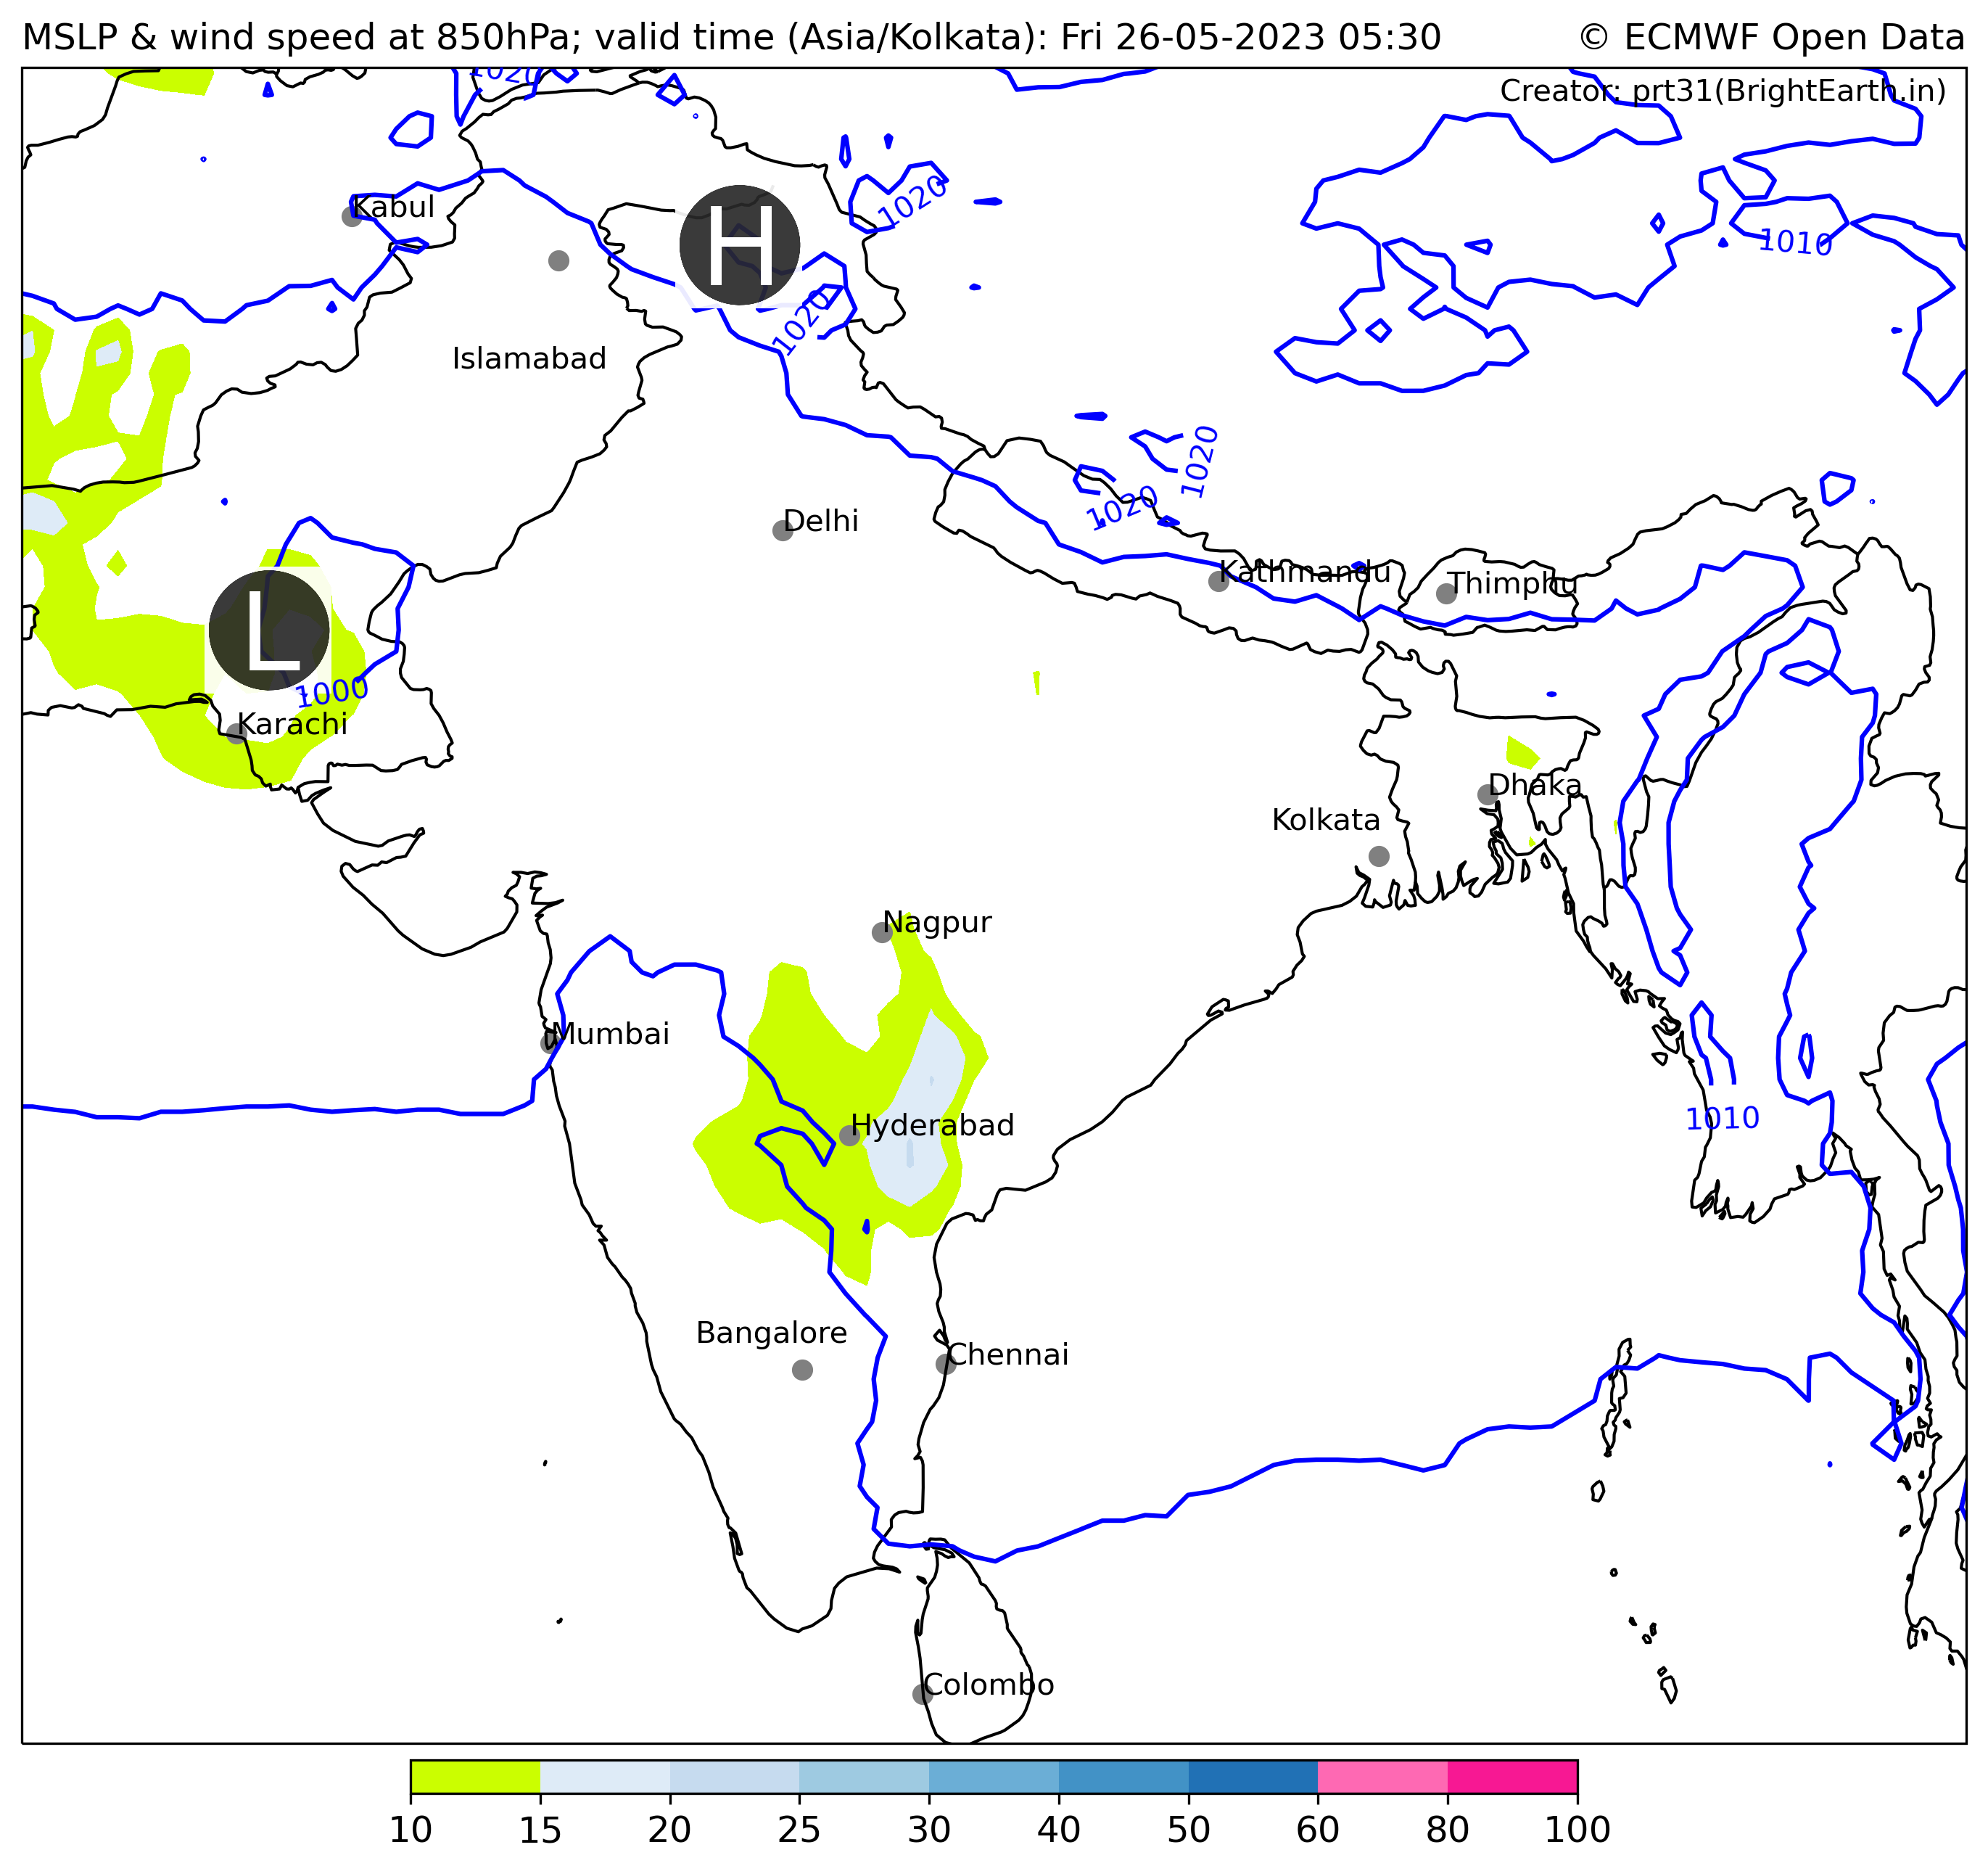 MSLP & wind speed at 850hPa; valid time (Asia/Kolkata): Fri 26-05-2023 05:30 © ECMWF Open Data
Creator: prt31(BrightEarth.in)
1020
Kabul
H
1020
1010
1020
Islamabad
1020
1020
Delhi
Kathmandu
Thimphu
L
1000
Karachi
Dhaka
Kolkata
Nagpur
Mumbai
1010
Hyderabad
Bangalore
Chennai
Colombo
10 15 20 25 30 40 50 60 80 100